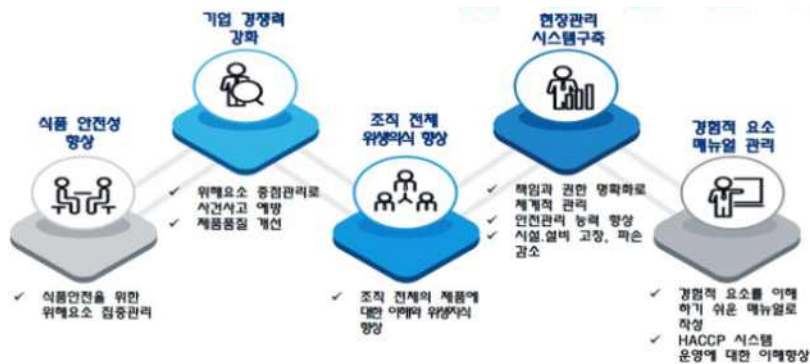 식품 안전성
향상
✓ 식품안전을 위한
위해요소 집중관리
기업 경쟁력
강화
✓ 위해요소 중점관리로
사건사고 예방
✓ 제품품질 개선
조직 전체
위생의식 향상
✓ 조직 전체의 제품에
대한 이해와 위생지식
향상
현장관리
시스템구축
✓ 책임과 권한 명확화로
체계적 관리
✓ 안전관리 능력 향상
✓ 시설.설비 고장, 파손
감소
경험적 요소
매뉴얼 관리
✓ 경험적 요소를 이해
하기 쉬운 매뉴얼로
작성
✓ HACCP 시스템
운영에 대한 이해향상